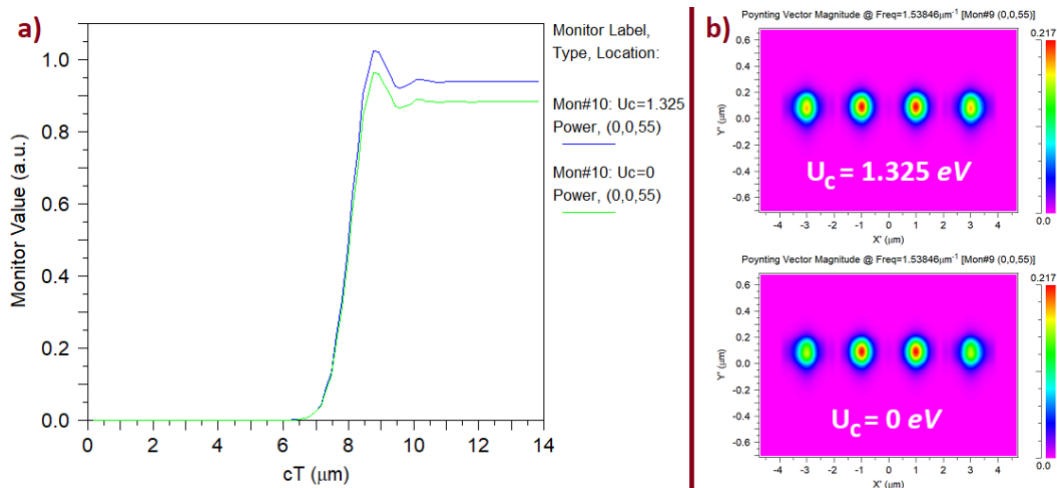 a)
Monitor Value (a.u.)
1.0
0.8
0.6
0.4
0.2
0.0
0 2 4 6 8 10 12 14
cT (μm)
Monitor Label,
Type, Location:
Mon#10: Uc=1.325
Power, (0,0,55)
Mon#10: Uc=0
Power, (0,0,55)
b)
Poynting Vector Magnitude @ Freq=1.53846μm⁻¹ [Mon#9 (0,0,55)]
Y' (μm)
0.6
0.4
0.2
0.0
-0.2
-0.4
-0.6
-4 -3 -2 -1 0 1 2 3 4
X' (μm)
0.217
0.0
Uc = 1.325 eV
Poynting Vector Magnitude @ Freq=1.53846μm⁻¹ [Mon#9 (0,0,55)]
Y' (μm)
0.6
0.4
0.2
0.0
-0.2
-0.4
-0.6
-4 -3 -2 -1 0 1 2 3 4
X' (μm)
0.217
0.0
Uc = 0 eV